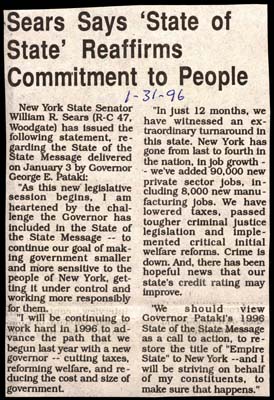 Sears Says 'State of
State' Reaffirms
Commitment to People
1-31-96
New York State Senator
William R. Sears (R-C 47,
Woodgate) has issued the
following statement, re-
garding the State of the
State Message delivered
on January 3 by Governor
George E. Pataki:
"As this new legislative
session begins, I am
heartened by the chal-
lenge the Governor has
included in the State of
the State Message -- to
continue our goal of mak-
ing government smaller
and more sensitive to the
people of New York, get-
ting it under control and
working more responsibly
for them.
"I will be continuing to
work hard in 1996 to ad-
vance the path that we
begun last year with a new
governor -- cutting taxes,
reforming welfare, and re-
ducing the cost and size of
government.
"In just 12 months, we
have witnessed an ex-
traordinary turnaround in
this state. New York has
gone from last to fourth in
the nation, in job growth -
- we've added 90,000 new
private sector jobs, in-
cluding 8,000 new manu-
facturing jobs. We have
lowered taxes, passed
tougher criminal justice
legislation and imple-
mented critical initial
welfare reforms. Crime is
down. And, there has been
hopeful news that our
state's credit rating may
improve.
"We should view
Governor Pataki's 1996
State of the State Message
as a call to action, to re-
store the title of "Empire
State" to New York -- and I
will be striving on behalf
of my constituents, to
make sure that happens."